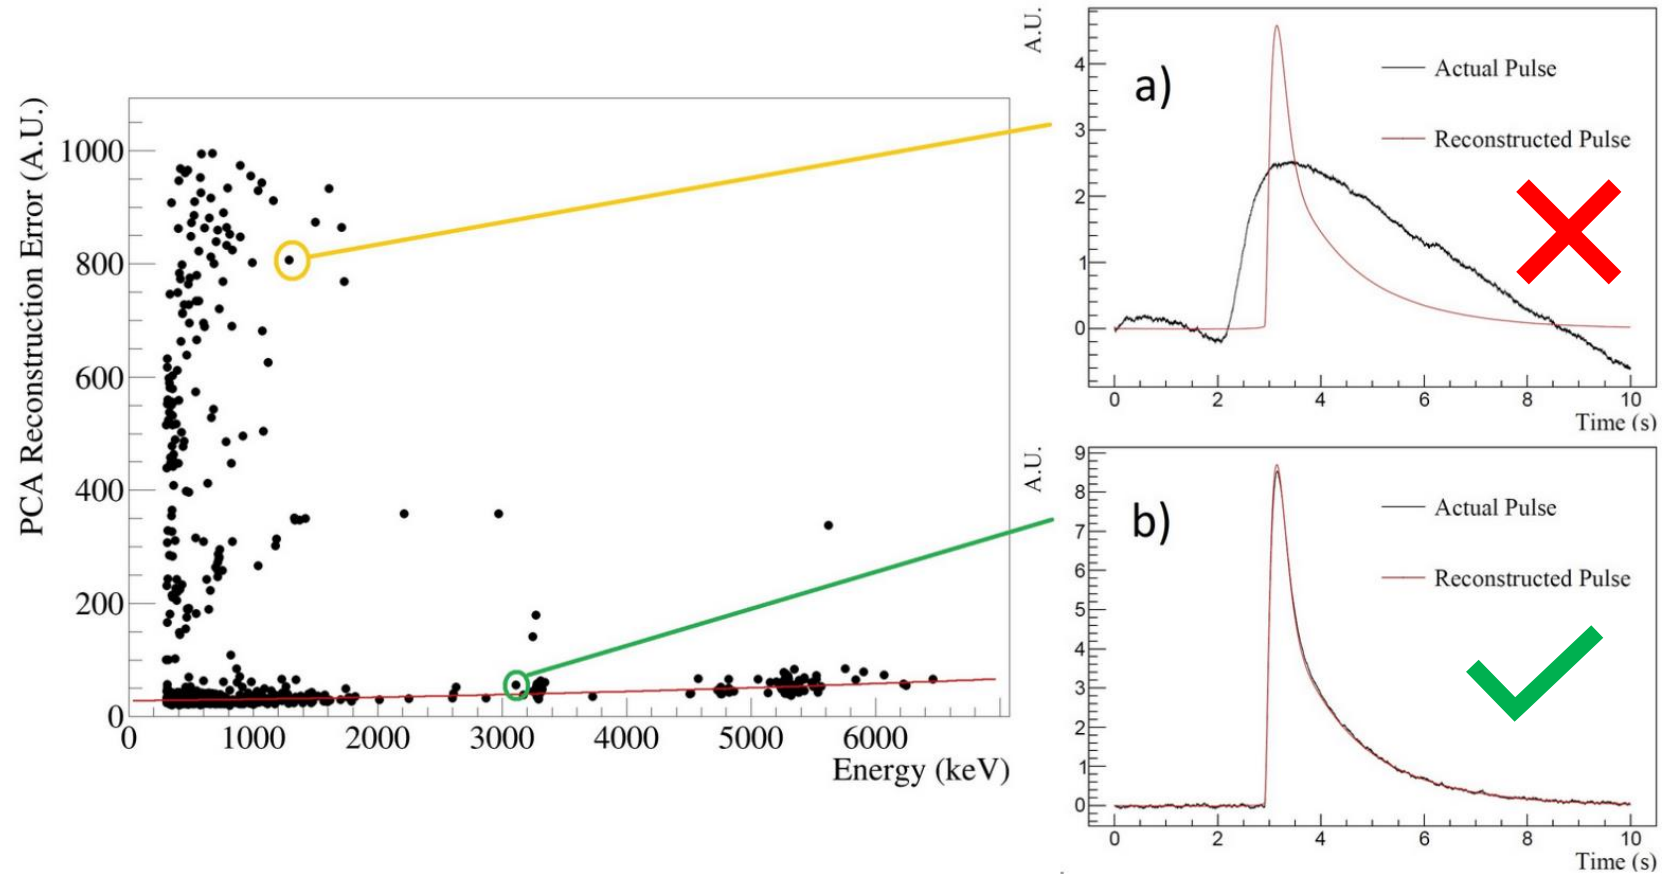 PCA Reconstruction Error (A.U.)
1000
800
600
400
200
0
0 1000 2000 3000 4000 5000 6000
Energy (keV)
A.U.
a)
Actual Pulse
Reconstructed Pulse
4
3
2
1
0
0 2 4 6 8 10
Time (s)
A.U.
b)
Actual Pulse
Reconstructed Pulse
9
8
7
6
5
4
3
2
1
0
0 2 4 6 8 10
Time (s)